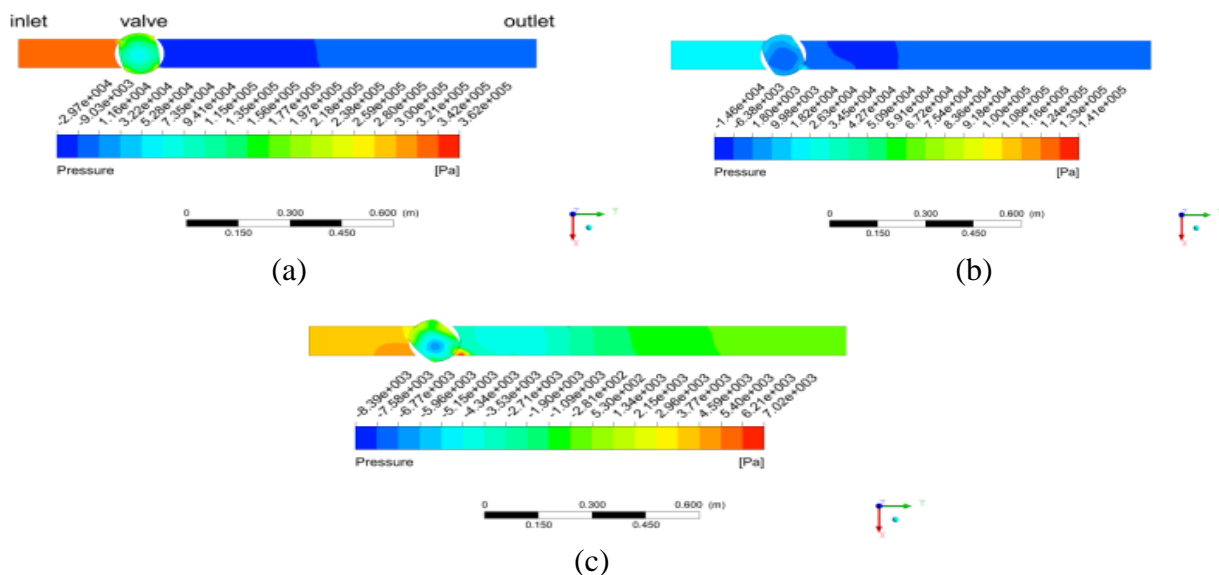 inlet valve outlet
-2.97e+004
-9.03e+003
1.16e+004
3.22e+004
5.28e+004
7.35e+004
9.41e+004
1.15e+005
1.35e+005
1.56e+005
1.77e+005
1.97e+005
2.18e+005
2.38e+005
2.59e+005
2.80e+005
3.00e+005
3.21e+005
3.42e+005
3.62e+005
Pressure [Pa]
0 0.300 0.600 (m)
0.150 0.450
Z Y
X
(a)
-1.46e+004
-6.38e+003
1.80e+003
9.98e+003
1.82e+004
2.63e+004
3.45e+004
4.27e+004
5.09e+004
5.91e+004
6.72e+004
7.54e+004
8.36e+004
9.18e+004
1.00e+005
1.08e+005
1.16e+005
1.24e+005
1.33e+005
1.41e+005
Pressure [Pa]
0 0.300 0.600 (m)
0.150 0.450
Z
X
(b)
-8.39e+003
-7.58e+003
-6.77e+003
-5.96e+003
-5.15e+003
-4.34e+003
-3.53e+003
-2.71e+003
-1.90e+003
-1.09e+003
-2.81e+002
5.30e+002
1.34e+003
2.15e+003
2.96e+003
3.77e+003
4.59e+003
5.40e+003
6.21e+003
7.02e+003
Pressure [Pa]
0 0.300 0.600 (m)
0.150 0.450
Z Y
X
(c)